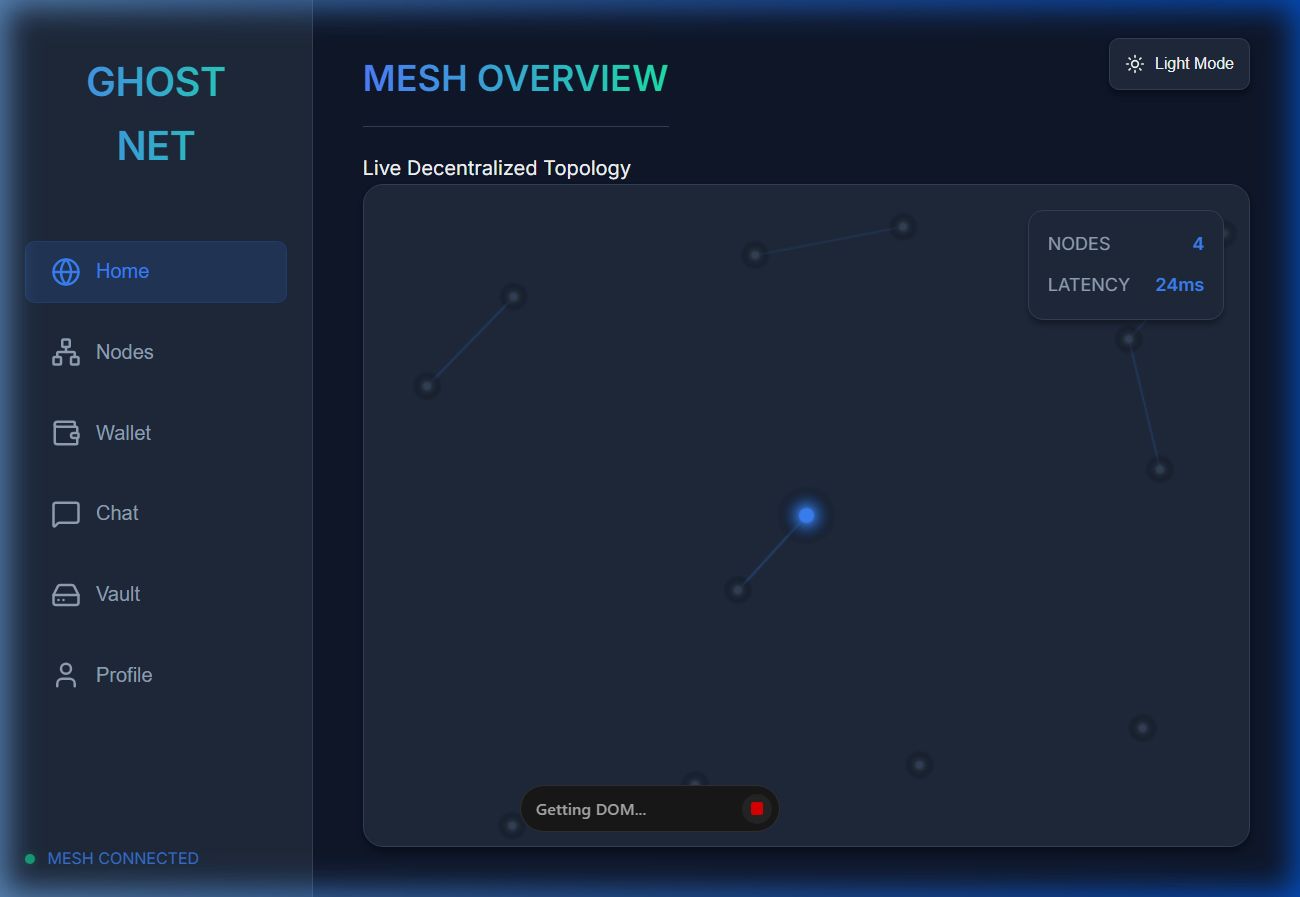 GHOST
NET
Home
Nodes
Wallet
Chat
Vault
Profile
MESH CONNECTED
MESH OVERVIEW
Light Mode
Live Decentralized Topology
NODES 4
LATENCY 24ms
Getting DOM...